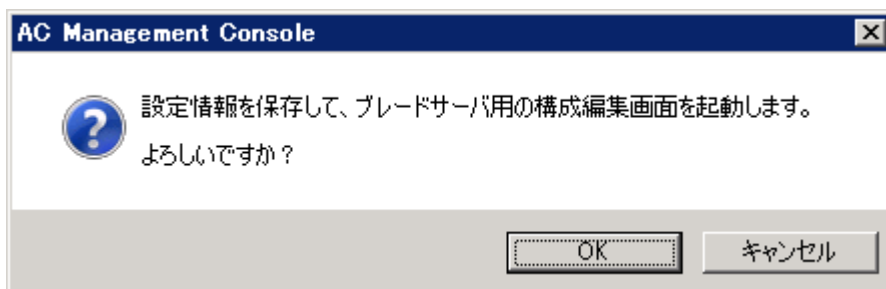 AC Management Console
設定情報を保存して、ブレードサーバ用の構成編集画面を起動します。
よろしいですか？
OK
キャンセル